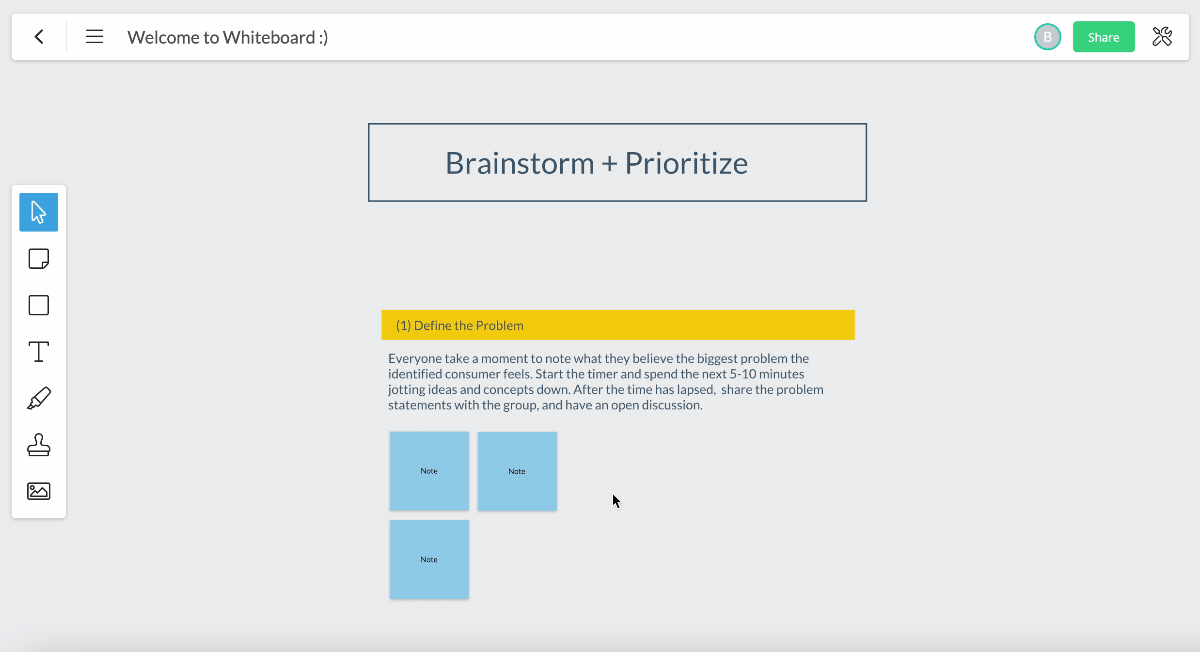 Welcome to Whiteboard :)
B
Share
Brainstorm + Prioritize
(1) Define the Problem
Everyone take a moment to note what they believe the biggest problem the
identified consumer feels. Start the timer and spend the next 5-10 minutes
jotting ideas and concepts down. After the time has lapsed,  share the problem
statements with the group, and have an open discussion.
Note
Note
Note